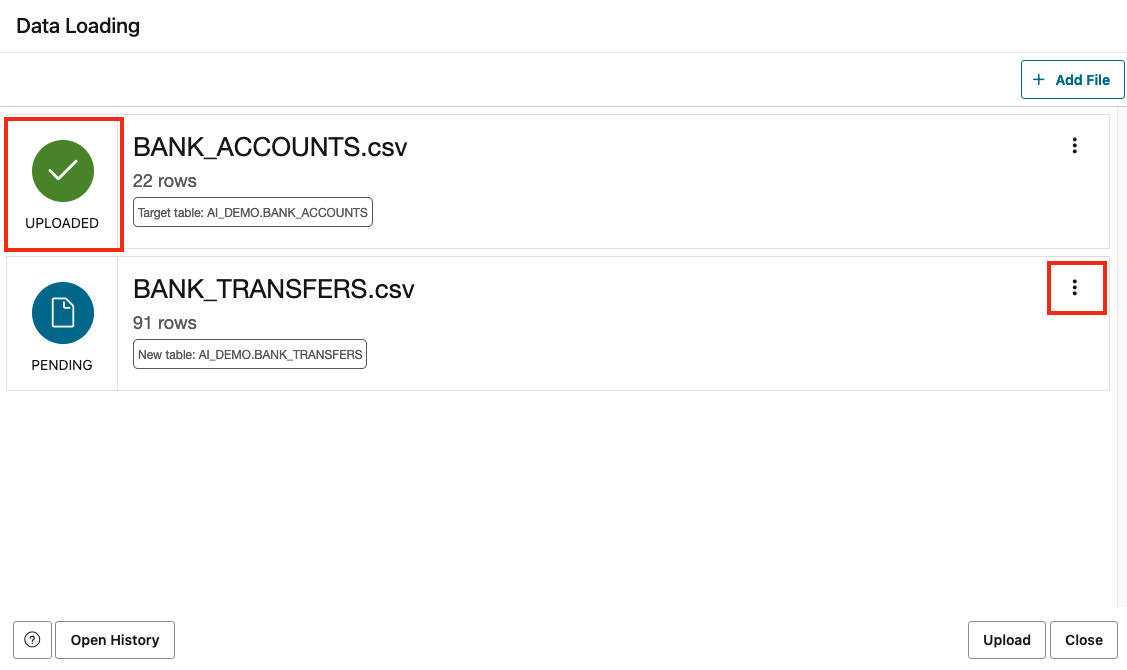 Data Loading
+ Add File
BANK_ACCOUNTS.csv
22 rows
Target table: AI_DEMO.BANK_ACCOUNTS
UPLOADED
BANK_TRANSFERS.csv
91 rows
New table: AI_DEMO.BANK_TRANSFERS
PENDING
? Open History Upload Close